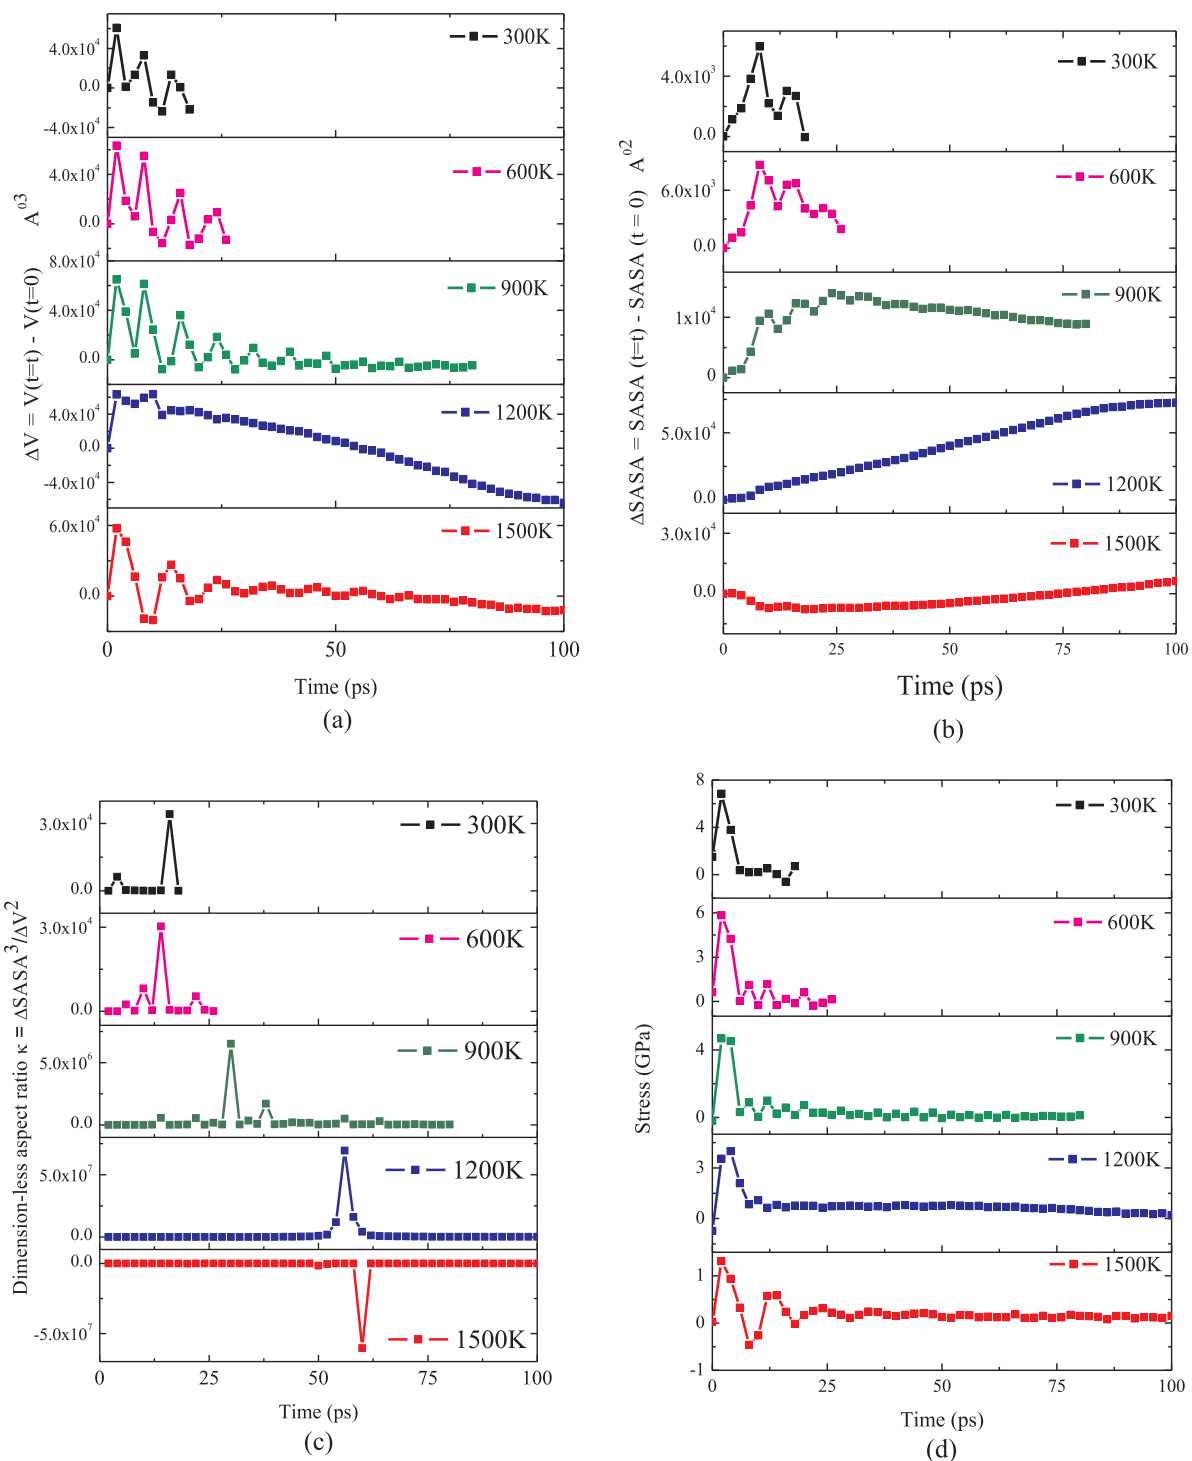 ΔV = V(t=t) - V(t=0) A^o3
4.0x10^4
0.0
-4.0x10^4
300K
4.0x10^4
0.0
600K
8.0x10^4
4.0x10^4
0.0
900K
4.0x10^4
0.0
-4.0x10^4
1200K
6.0x10^4
0.0
1500K
0
50
100
Time (ps)
(a)
ΔSASA = SASA (t=t) - SASA (t = 0) A^o2
4.0x10^3
0.0
300K
6.0x10^3
0.0
600K
1x10^4
0
900K
5.0x10^4
0.0
1200K
3.0x10^4
0.0
1500K
0
25
50
75
100
Time (ps)
(b)
Dimension-less aspect ratio κ = ΔSASA^3/ΔV^2
3.0x10^4
0.0
300K
3.0x10^4
0.0
600K
5.0x10^6
0.0
900K
5.0x10^7
0.0
1200K
0.0
-5.0x10^7
1500K
0
25
50
75
100
Time (ps)
(c)
Stress (GPa)
8
4
0
300K
6
3
0
600K
4
0
900K
3
0
1200K
1
0
-1
1500K
0
25
50
75
100
Time (ps)
(d)